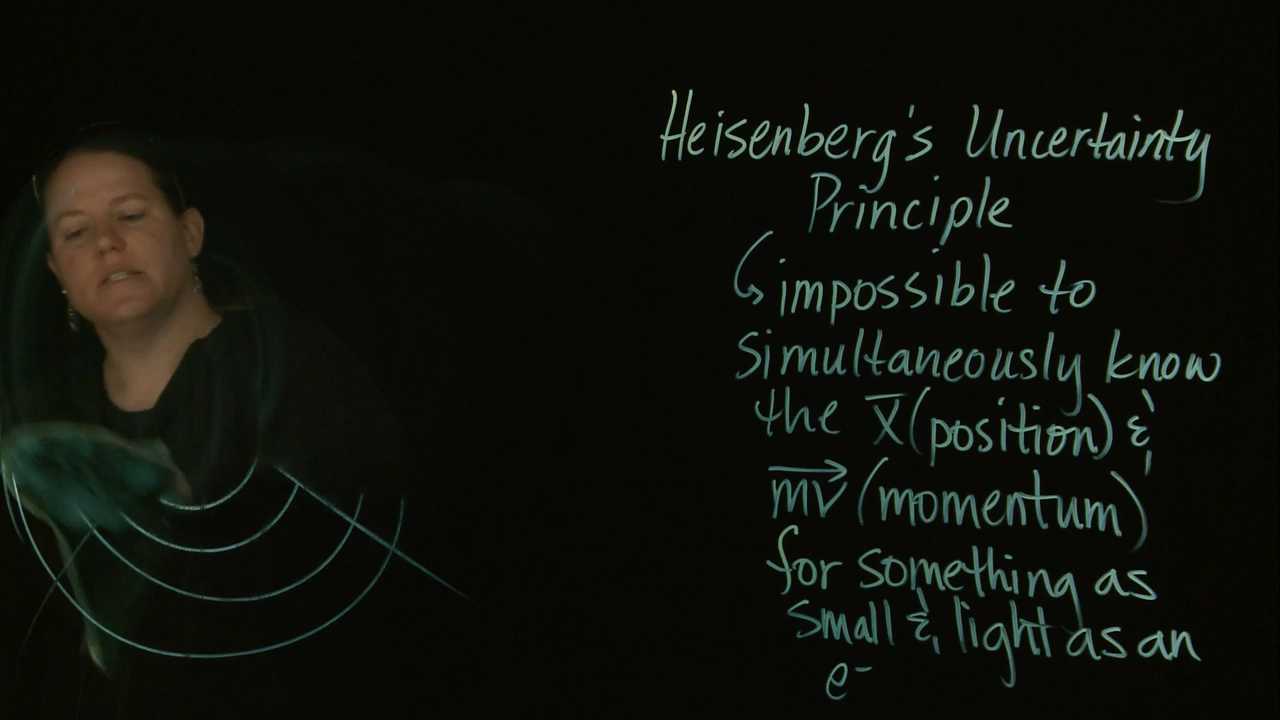 Heisenberg's Uncertainty
Principle
↳ impossible to
simultaneously know
the x̅ (position) &
m͞v⃗ (momentum)
for something as
small & light as an
e⁻